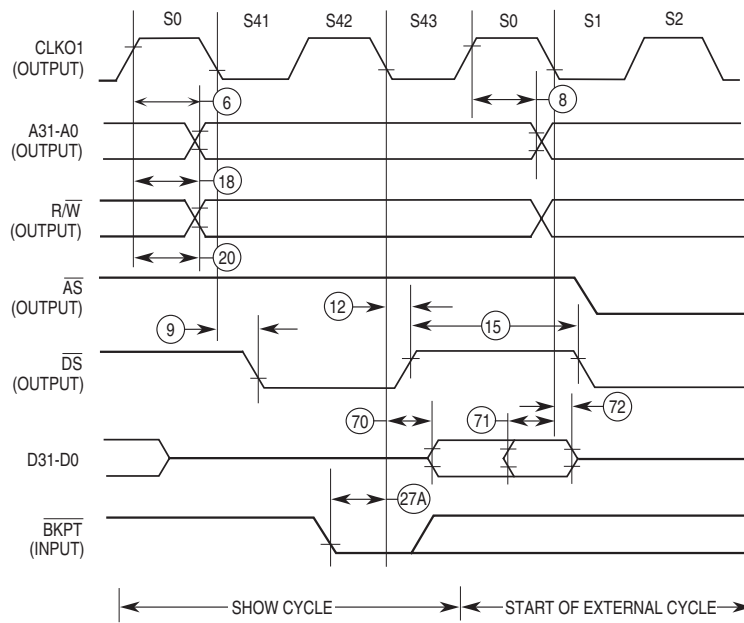 S0 S41 S42 S43 S0 S1 S2
CLKO1
(OUTPUT)
6
8
A31-A0
(OUTPUT)
18
R/W
(OUTPUT)
20
AS
(OUTPUT)
12
9
15
DS
(OUTPUT)
70
71
72
D31-D0
27A
BKPT
(INPUT)
SHOW CYCLE
START OF EXTERNAL CYCLE